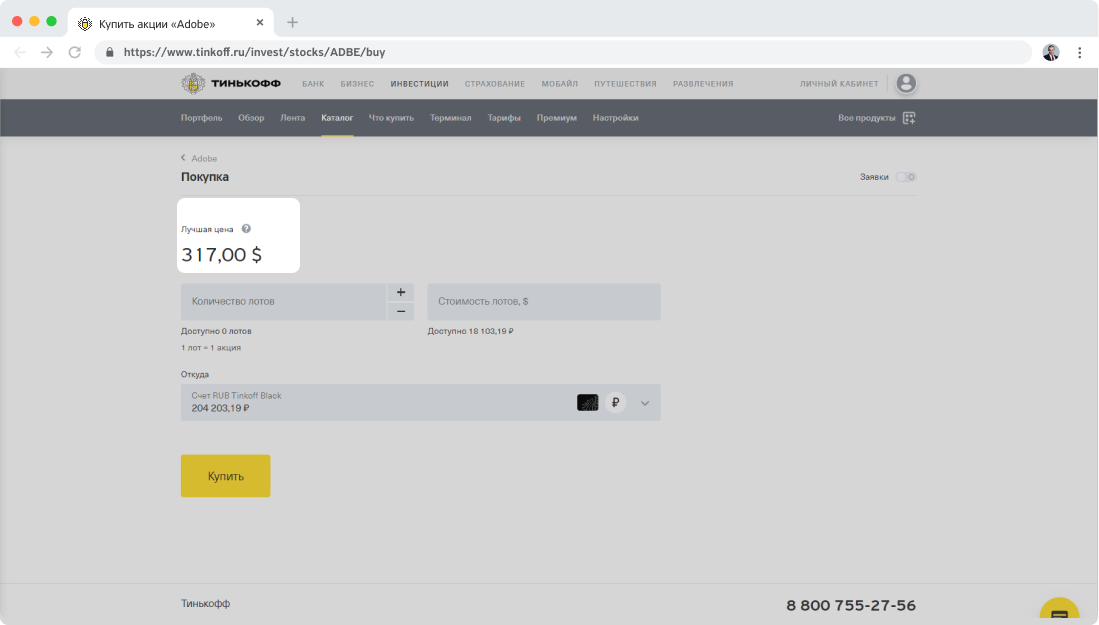 Купить акции «Adobe»
https://www.tinkoff.ru/invest/stocks/ADBE/buy
ТИНЬКОФФ БАНК БИЗНЕС ИНВЕСТИЦИИ СТРАХОВАНИЕ МОБАЙЛ ПУТЕШЕСТВИЯ РАЗВЛЕЧЕНИЯ ЛИЧНЫЙ КАБИНЕТ
Портфель Обзор Лента Каталог Что купить Терминал Тарифы Премиум Настройки Все продукты
Adobe
Покупка
Заявки
Лучшая цена ?
317,00 $
Количество лотов + −
Стоимость лотов, $
Доступно 0 лотов
Доступно 18 103,19 ₽
1 лот = 1 акция
Откуда
Счет RUB Tinkoff Black
204 203,19 ₽
₽
Купить
Тинькофф
8 800 755-27-56